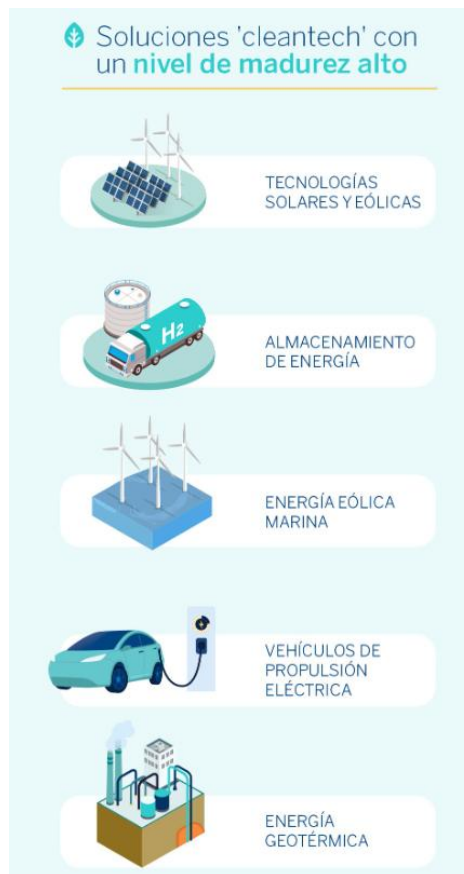 Soluciones 'cleantech' con
un nivel de madurez alto
TECNOLOGÍAS
SOLARES Y EÓLICAS
H2
ALMACENAMIENTO
DE ENERGÍA
ENERGÍA EÓLICA
MARINA
VEHÍCULOS DE
PROPULSIÓN
ELÉCTRICA
ENERGÍA
GEOTÉRMICA